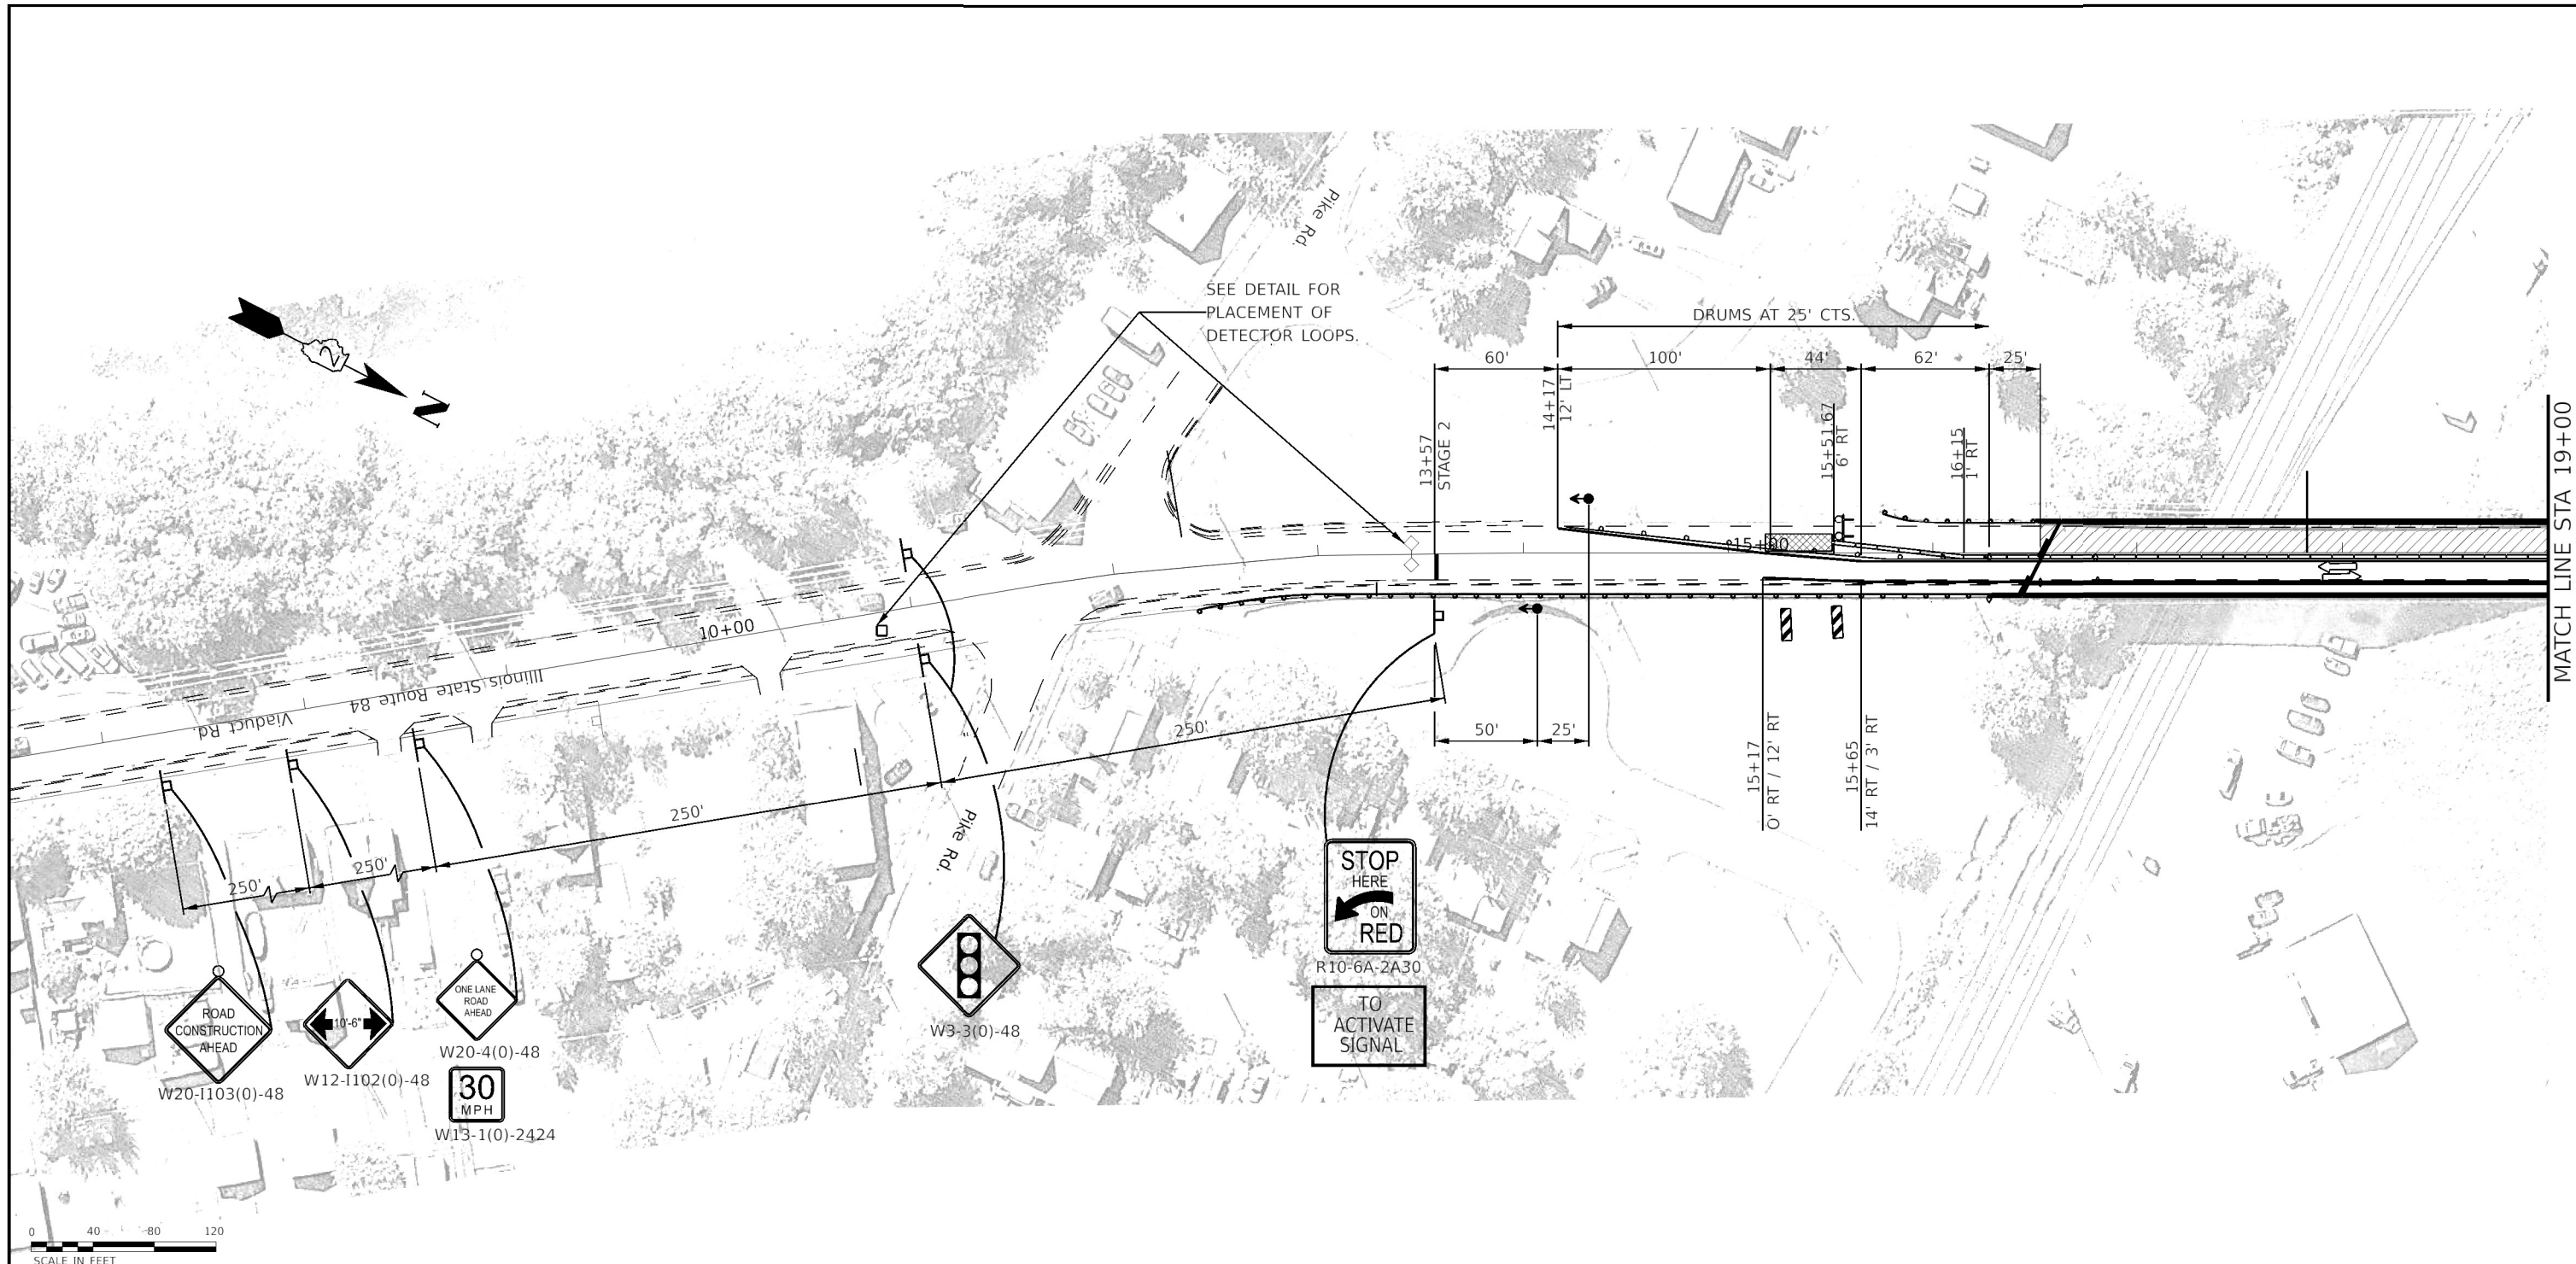 Pike Rd.
SEE DETAIL FOR
PLACEMENT OF
DETECTOR LOOPS.
DRUMS AT 25' CTS.
60'
100'
44'
62'
25'
2
N
13+57
STAGE 2
14+17
12' LT
15+51.67
6' RT
16+15
1' RT
MATCH LINE STA 19+00
15+00
10+00
Illinois State Route 84
Viaduct Rd.
250'
50'
25'
15+17
0' RT / 12' RT
15+65
14' RT / 3' RT
250'
250'
250'
Pike Rd.
STOP
HERE
ON
RED
R10-6A-2A30
TO
ACTIVATE
SIGNAL
W3-3(0)-48
ROAD
CONSTRUCTION
AHEAD
W20-I103(0)-48
10'-6"
W12-I102(0)-48
ONE LANE
ROAD
AHEAD
W20-4(0)-48
30
MPH
W13-1(0)-2424
0 40 80 120
SCALE IN FEET